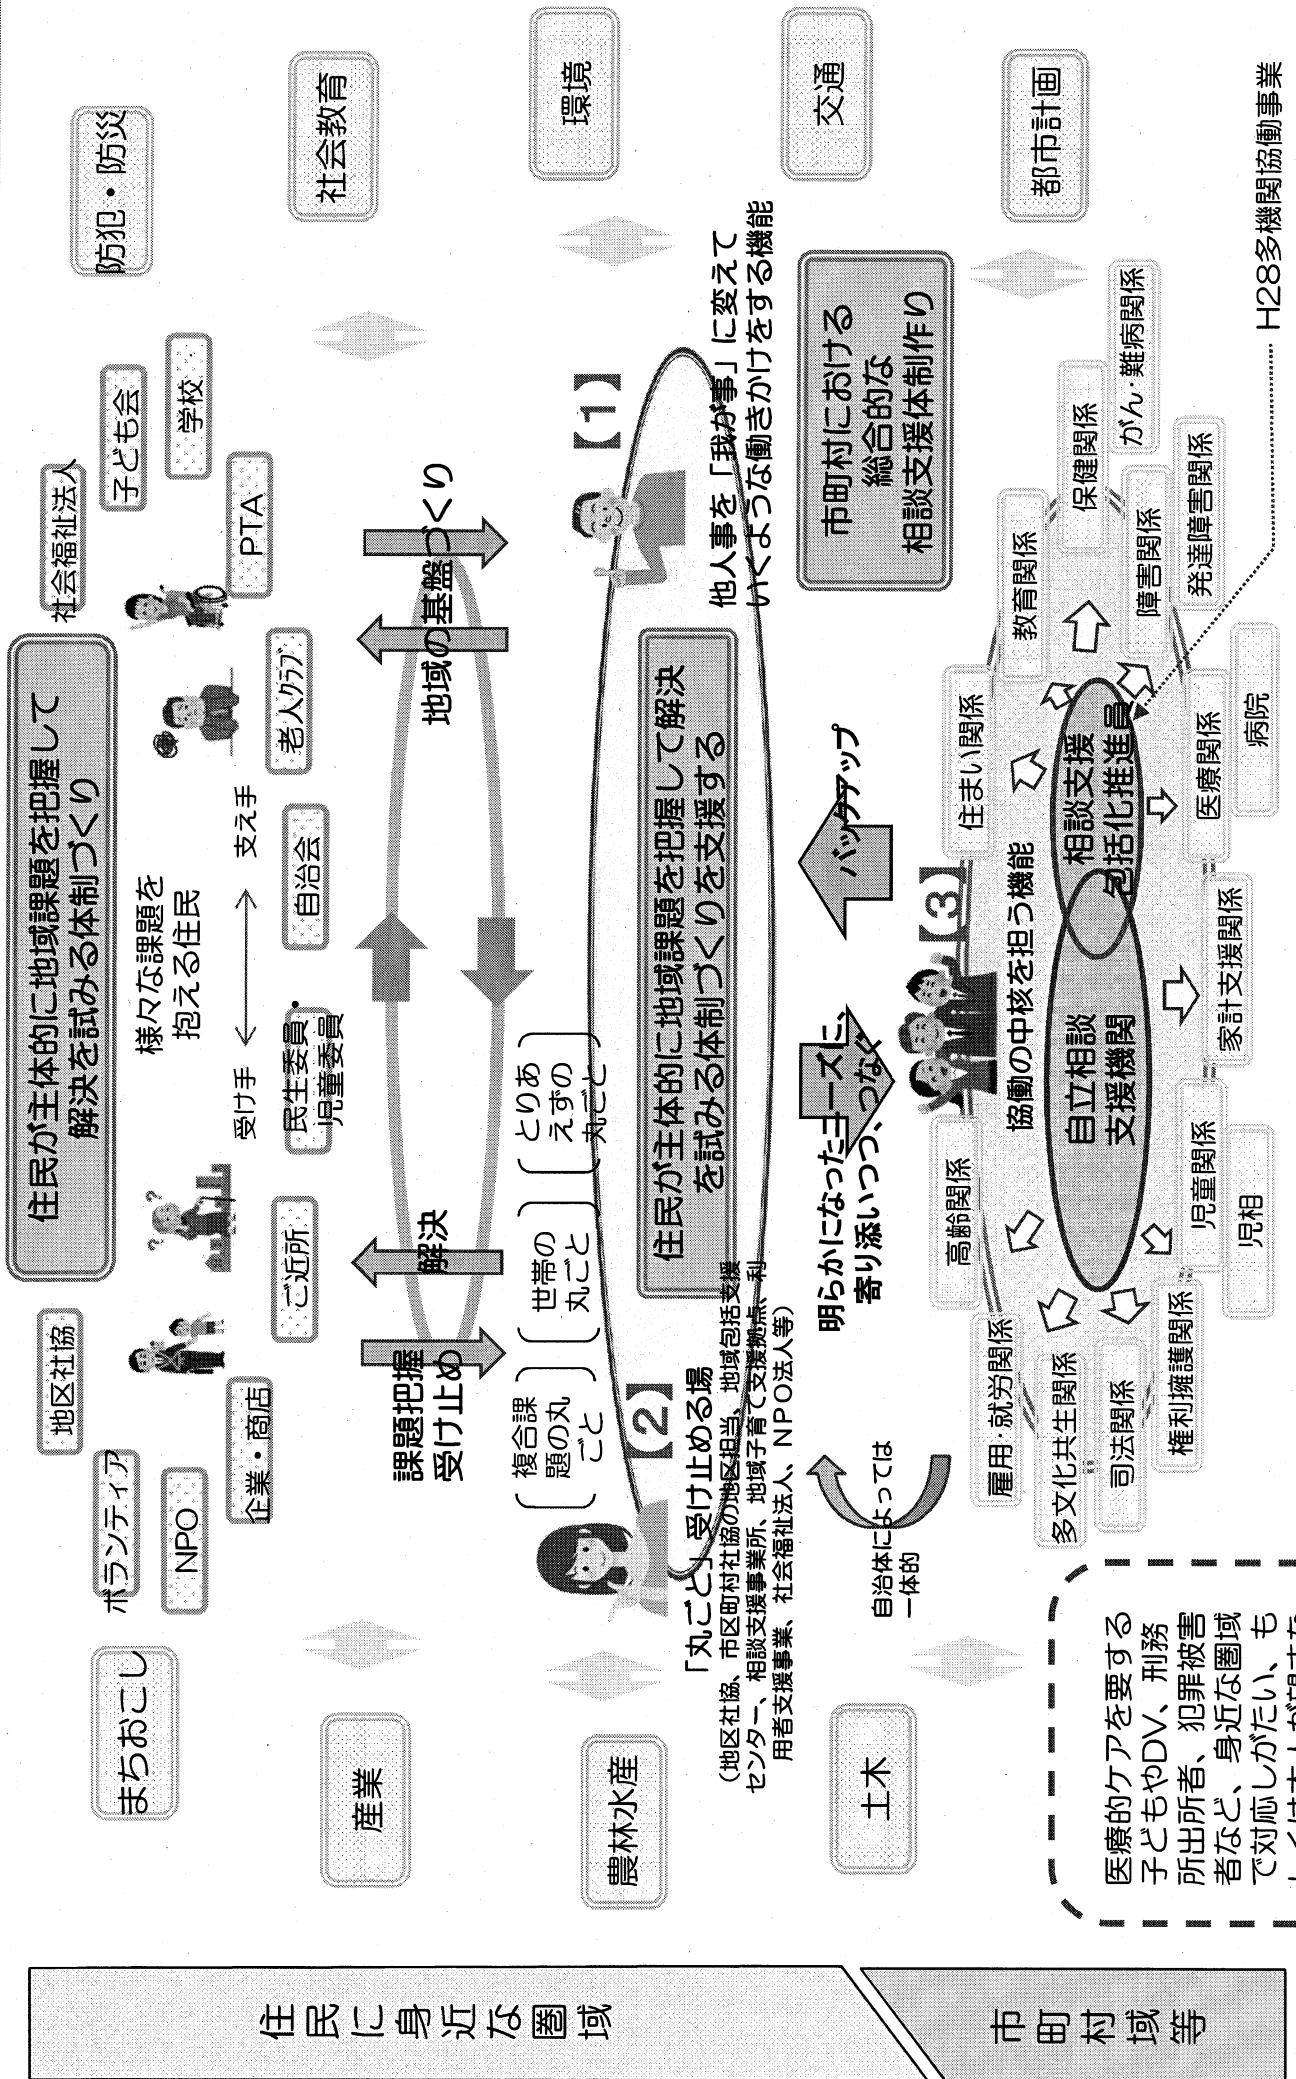 住民に身近な圏域
市町村域等
住民が主体的に地域課題を把握して
解決を試みる体制づくり
様々な課題を
抱える住民
受け手
支え手
まちおこし
ボランティア
地区社協
NPO
企業・商店
ご近所
民生委員・
児童委員
自治会
老人クラブ
PTA
社会福祉法人
子ども会
学校
防犯・防災
産業
社会教育
課題把握
受け止め
解決
地域の基盤づくり
複合課
題の丸
ごと
世帯の
丸ごと
とりあ
えずの
丸ごと
農林水産
環境
【2】
【1】
住民が主体的に地域課題を把握して解決
を試みる体制づくりを支援する
「丸ごと」受け止める場
(地区社協、市区町村社協の地区担当、地域包括支援
センター、相談支援事業所、地域子育て支援拠点、利
用者支援事業、社会福祉法人、NPO法人等)
他人事を「我が事」に変えて
いくような働きかけをする機能
土木
交通
明らかになったニーズに、
寄り添いつつ、つなぐ
バックアップ
自治体によっては
一体的
市町村における
総合的な
相談支援体制作り
【3】
協働の中核を担う機能
高齢関係
住まい関係
雇用・就労関係
教育関係
多文化共生関係
保健関係
司法関係
がん・難病関係
権利擁護関係
障害関係
発達障害関係
児童関係
児相
家計支援関係
医療関係
病院
自立相談
支援機関
相談支援
包括化推進員
都市計画
H28多機関協働事業
医療的ケアを要する
子どもやDV、刑務
所出所者、犯罪被害
者など、身近な圏域
で対応しがたい、も